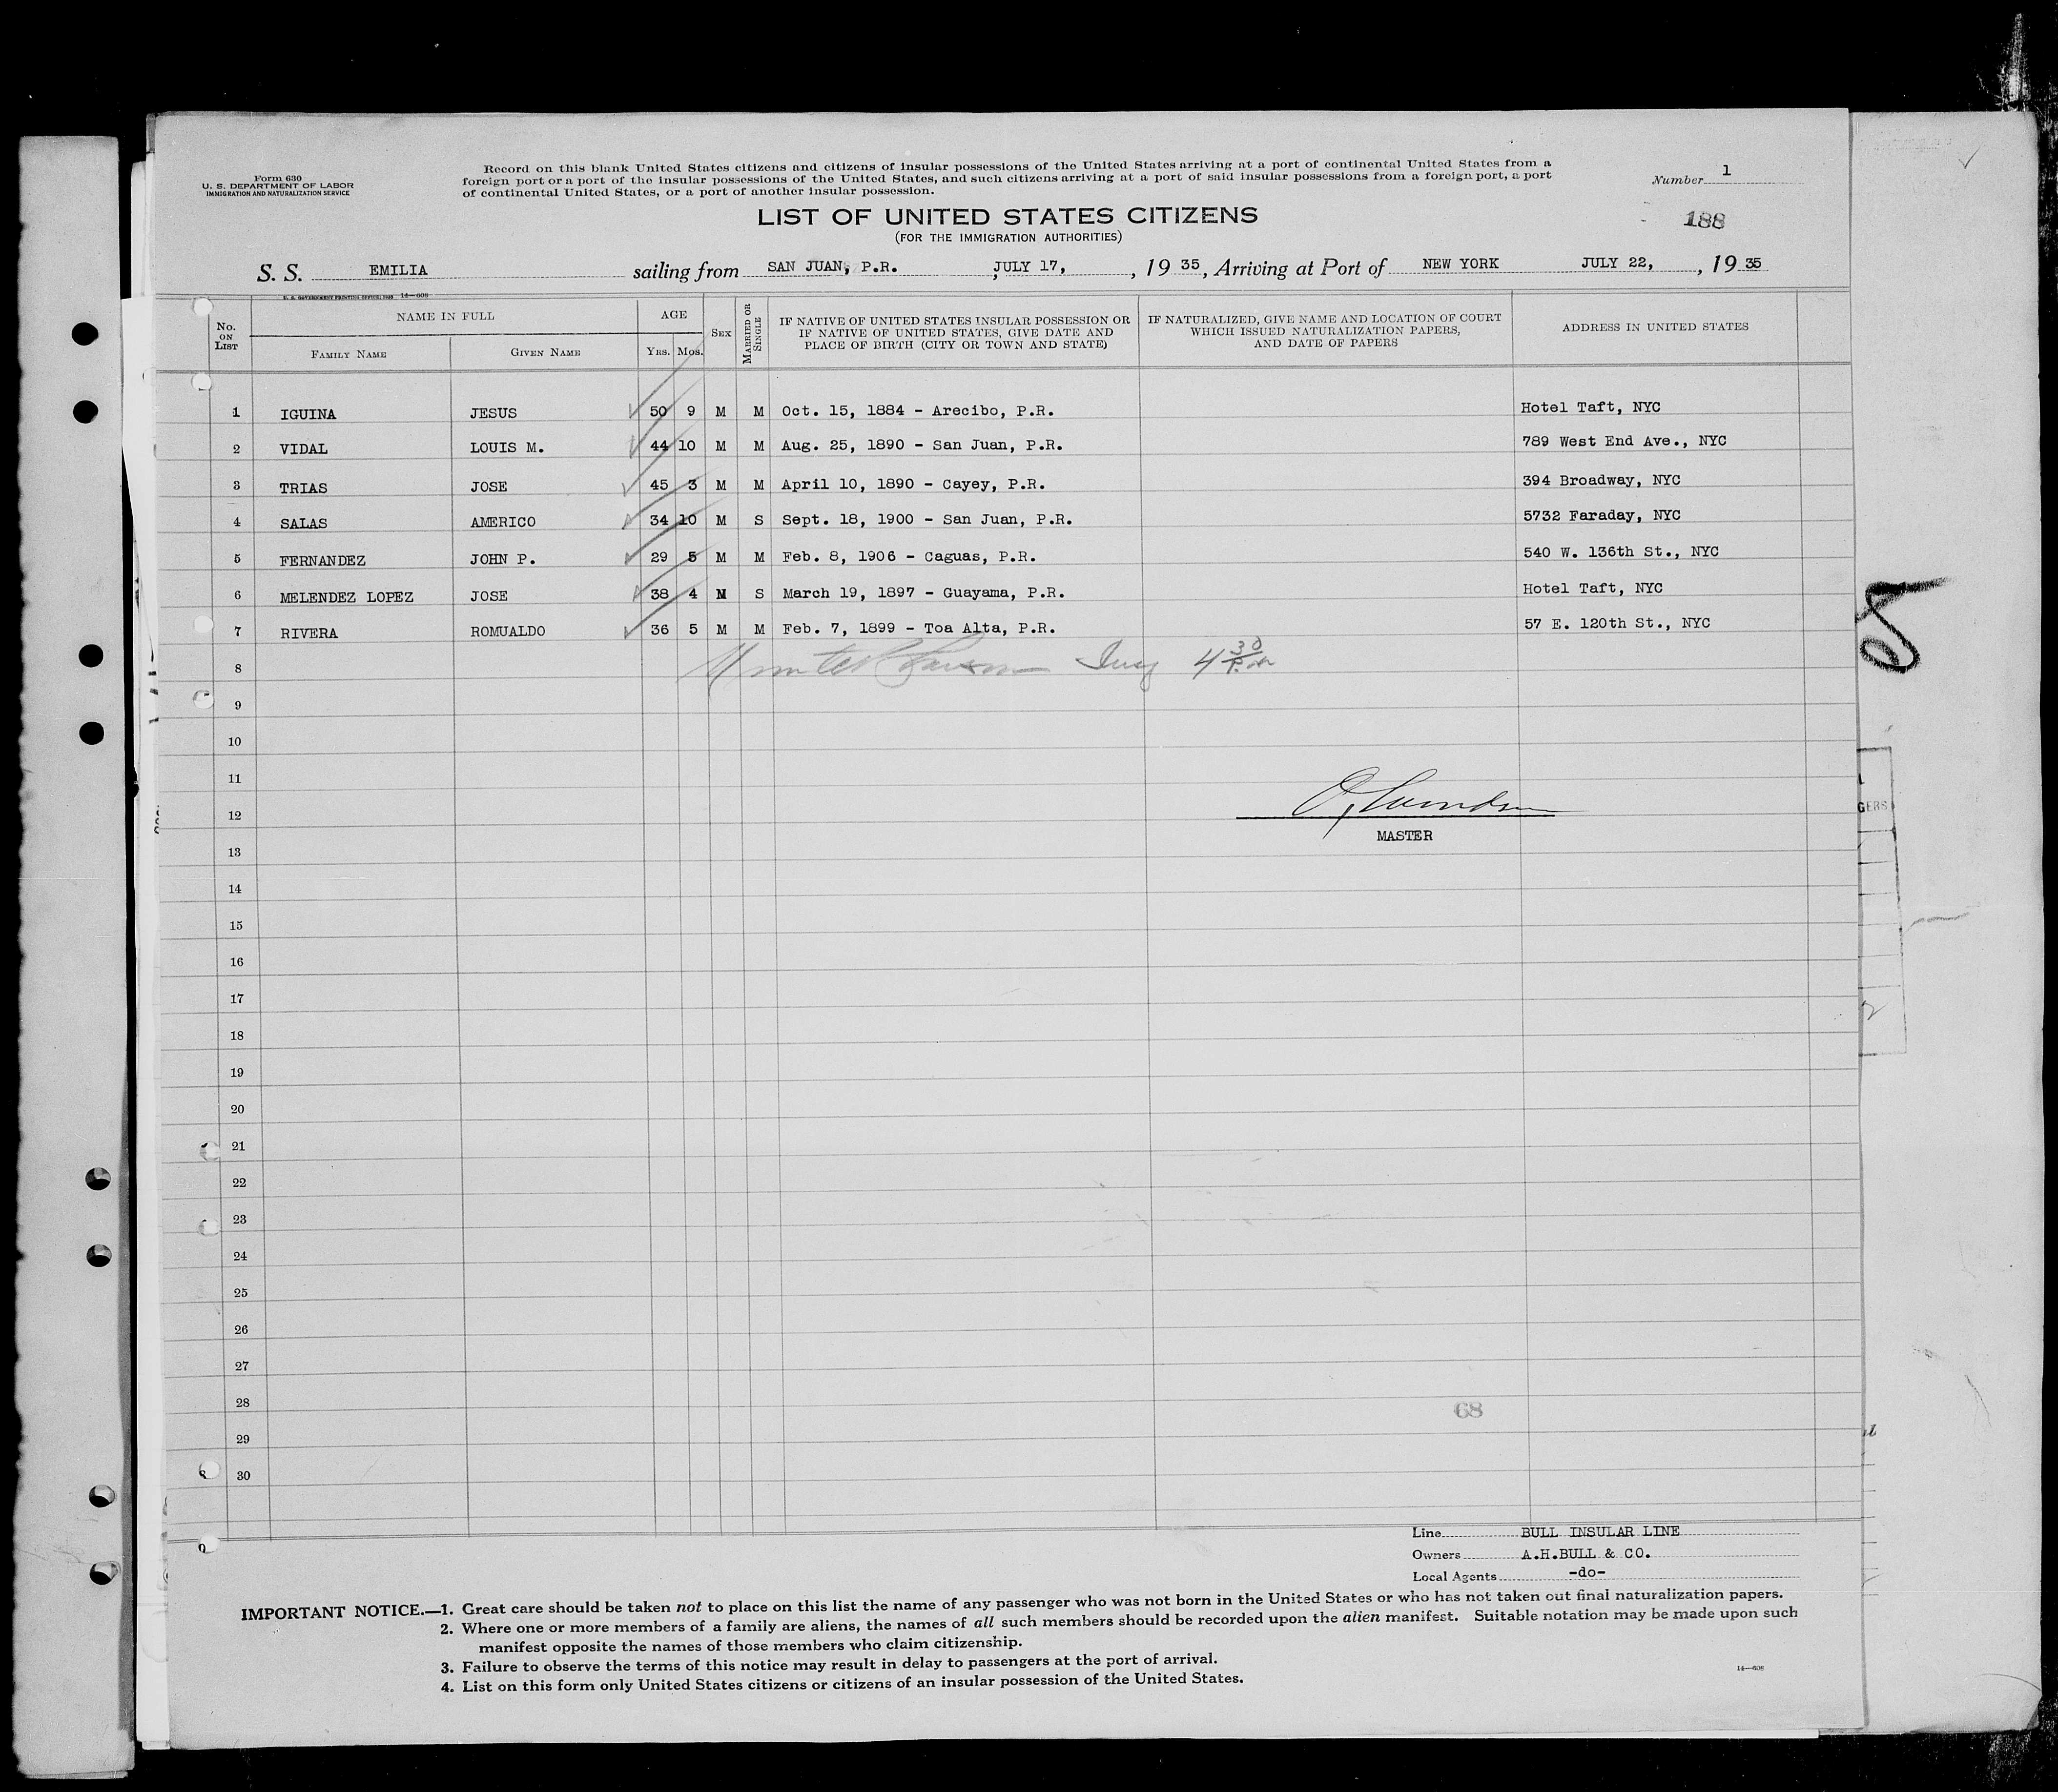 Form 630
U. S. DEPARTMENT OF LABOR
IMMIGRATION AND NATURALIZATION SERVICE
Record on this blank United States citizens and citizens of insular possessions of the United States arriving at a port of continental United States from a
foreign port or a port of the insular possessions of the United States, and such citizens arriving at a port of said insular possessions from a foreign port, a port
of continental United States, or a port of another insular possession.
Number 1
LIST OF UNITED STATES CITIZENS
188
(FOR THE IMMIGRATION AUTHORITIES)
S. S. EMILIA sailing from SAN JUAN, P.R. JULY 17, , 19 35, Arriving at Port of NEW YORK JULY 22, , 19 35
U. S. GOVERNMENT PRINTING OFFICE: 14—608
No. ON LIST NAME IN FULL AGE SEX MARRIED OR SINGLE IF NATIVE OF UNITED STATES INSULAR POSSESSION OR IF NATIVE OF UNITED STATES, GIVE DATE AND PLACE OF BIRTH (CITY OR TOWN AND STATE) IF NATURALIZED, GIVE NAME AND LOCATION OF COURT WHICH ISSUED NATURALIZATION PAPERS, AND DATE OF PAPERS ADDRESS IN UNITED STATES
FAMILY NAME GIVEN NAME YRS. MOS.
1 IGUINA JESUS 50 9 M M Oct. 15, 1884 - Arecibo, P.R. Hotel Taft, NYC
2 VIDAL LOUIS M. 44 10 M M Aug. 25, 1890 - San Juan, P.R. 789 West End Ave., NYC
3 TRIAS JOSE 45 3 M M April 10, 1890 - Cayey, P.R. 394 Broadway, NYC
4 SALAS AMERICO 34 10 M S Sept. 18, 1900 - San Juan, P.R. 5732 Faraday, NYC
5 FERNANDEZ JOHN P. 29 5 M M Feb. 8, 1906 - Caguas, P.R. 540 W. 136th St., NYC
6 MELENDEZ LOPEZ JOSE 38 4 M S March 19, 1897 - Guayama, P.R. Hotel Taft, NYC
7 RIVERA ROMUALDO 36 5 M M Feb. 7, 1899 - Toa Alta, P.R. 57 E. 120th St., NYC
8 4 30 P.m
9
10
11
12
MASTER
13
14
15
16
17
18
19
20
21
22
23
24
25
26
27
28 68
29
30
Line BULL INSULAR LINE
Owners A.H.BULL & CO.
Local Agents -do-
IMPORTANT NOTICE.—1. Great care should be taken not to place on this list the name of any passenger who was not born in the United States or who has not taken out final naturalization papers.
2. Where one or more members of a family are aliens, the names of all such members should be recorded upon the alien manifest. Suitable notation may be made upon such
manifest opposite the names of those members who claim citizenship.
3. Failure to observe the terms of this notice may result in delay to passengers at the port of arrival.
4. List on this form only United States citizens or citizens of an insular possession of the United States.
14—608